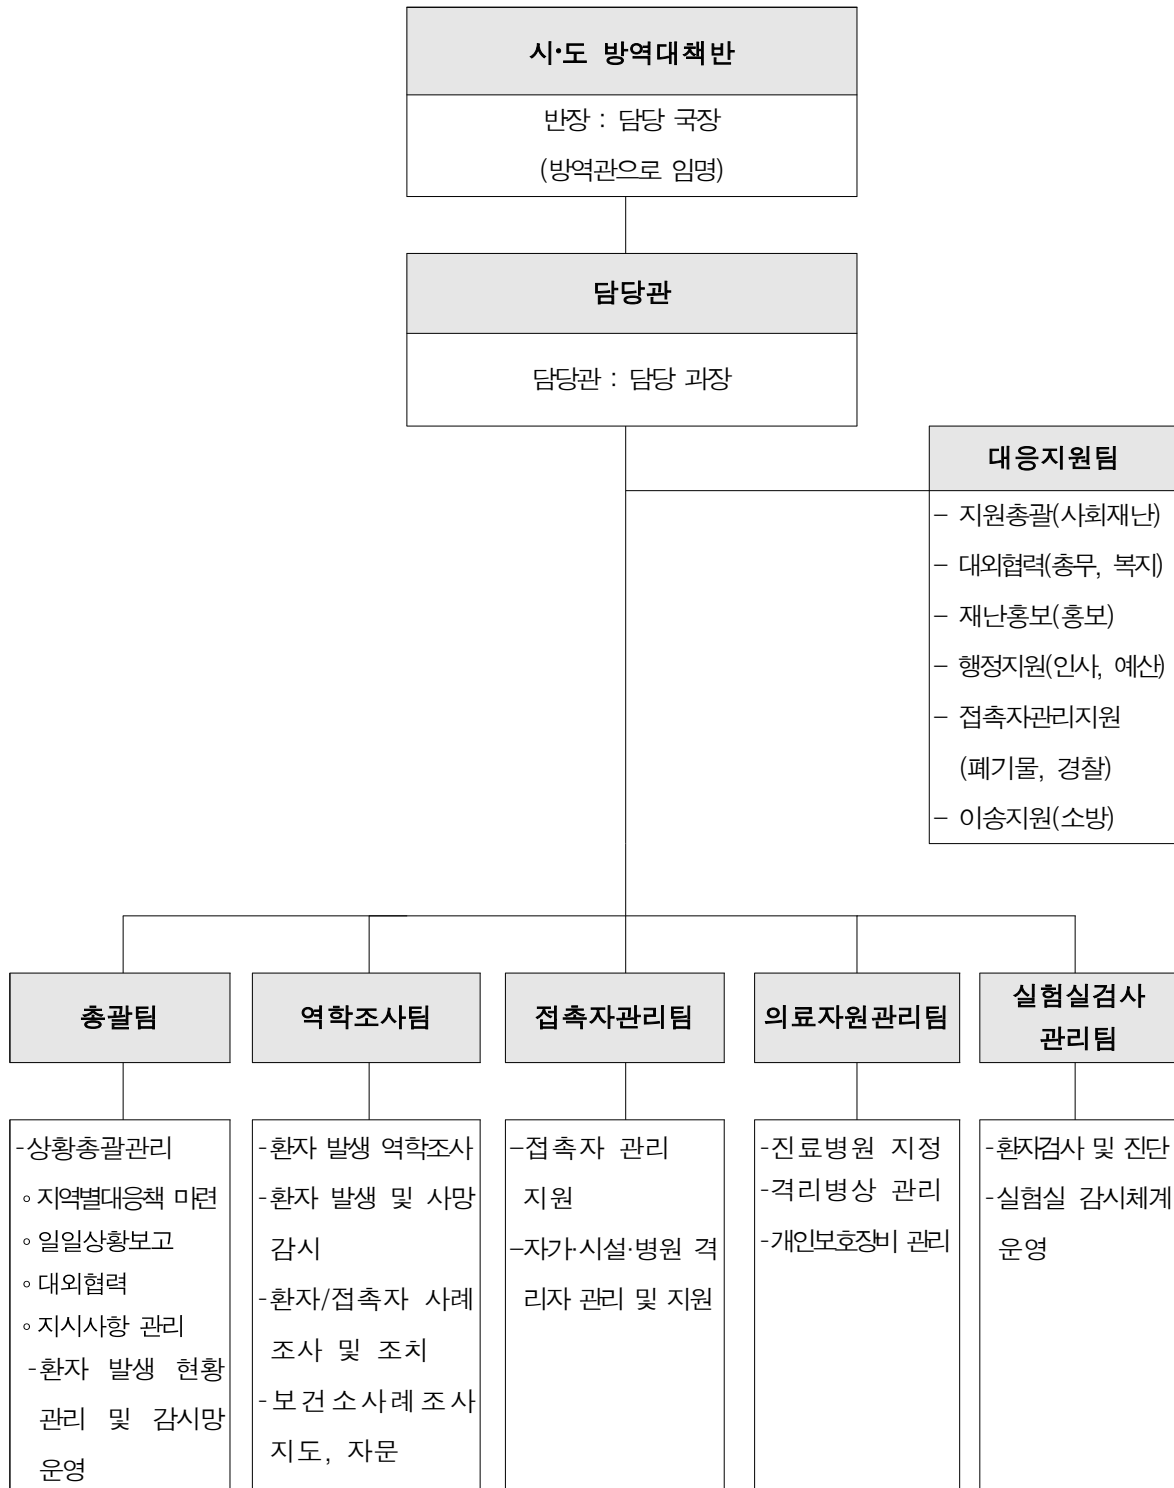 시·도 방역대책반
반장 : 담당 국장
(방역관으로 임명)
담당관
담당관 : 담당 과장
대응지원팀
- 지원총괄(사회재난)
- 대외협력(총무, 복지)
- 재난홍보(홍보)
- 행정지원(인사, 예산)
- 접촉자관리지원
(폐기물, 경찰)
- 이송지원(소방)
총괄팀
-상황총괄관리
◦지역별대응책 마련
◦일일상황보고
◦대외협력
◦지시사항 관리
-환자 발생 현황
관리 및 감시망
운영
역학조사팀
-환자 발생 역학조사
-환자 발생 및 사망
감시
-환자/접촉자 사례
조사 및 조치
-보건소사례조사
지도, 자문
접촉자관리팀
-접촉자 관리
지원
-자가·시설·병원 격
리자 관리 및 지원
의료자원관리팀
-진료병원 지정
-격리병상 관리
-개인보호장비 관리
실험실검사
관리팀
-환자검사 및 진단
-실험실 감시체계
운영